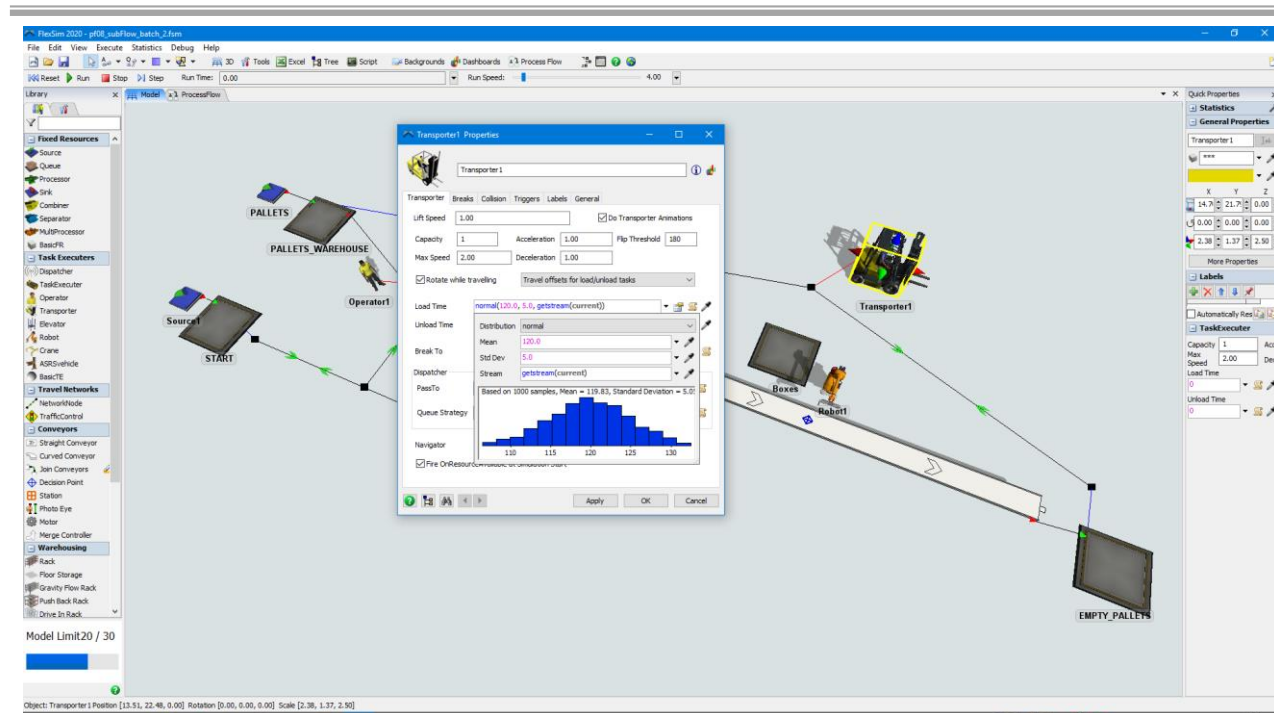 FlexSim 2020 - pf08_subFlow_batch_2.fsm
File Edit View Execute Statistics Debug Help
3D Tools Excel Tree Script Backgrounds Dashboards Process Flow
Reset Run Stop Step Run Time: 0.00 Run Speed: 4.00
Library
Model ProcessFlow
Fixed Resources
Source
Queue
Processor
Sink
Combiner
Separator
MultiProcessor
BasicFR
Task Executers
Dispatcher
TaskExecuter
Operator
Transporter
Elevator
Robot
Crane
ASRSvehicle
BasicTE
Travel Networks
NetworkNode
TrafficControl
Conveyors
Straight Conveyor
Curved Conveyor
Join Conveyors
Decision Point
Station
Photo Eye
Motor
Merge Controller
Warehousing
Rack
Floor Storage
Gravity Flow Rack
Push Back Rack
Drive In Rack
Model Limit20 / 30
PALLETS
PALLETS_WAREHOUSE
Operator1
Source1
START
Transporter1 Properties
Transporter1
Transporter Breaks Collision Triggers Labels General
Lift Speed 1.00 Do Transporter Animations
Capacity 1 Acceleration 1.00 Flip Threshold 180
Max Speed 2.00 Deceleration 1.00
Rotate while traveling Travel offsets for load/unload tasks
Load Time normal(120.0, 5.0, getstream(current))
Unload Time Distribution normal
Mean 120.0
Break To Std Dev 5.0
Dispatcher Stream getstream(current)
PassTo Based on 1000 samples, Mean = 119.83, Standard Deviation = 5.0
Queue Strategy
Navigator 110 115 120 125 130
Fire OnResourceAvailable at Simulation Start
Apply OK Cancel
Transporter1
Boxes
Robot1
EMPTY_PALLETS
Quick Properties
Statistics
General Properties
Transporter1
***
X Y Z
14.7 21.7 0.00
0.00 0.00 0.00
2.38 1.37 2.50
More Properties
Labels
Automatically Res
TaskExecuter
Capacity 1 Acc
Max Speed 2.00 Dec
Load Time
0
Unload Time
0
Object: Transporter1 Position [13.51, 22.48, 0.00] Rotation [0.00, 0.00, 0.00] Scale [2.38, 1.37, 2.50]